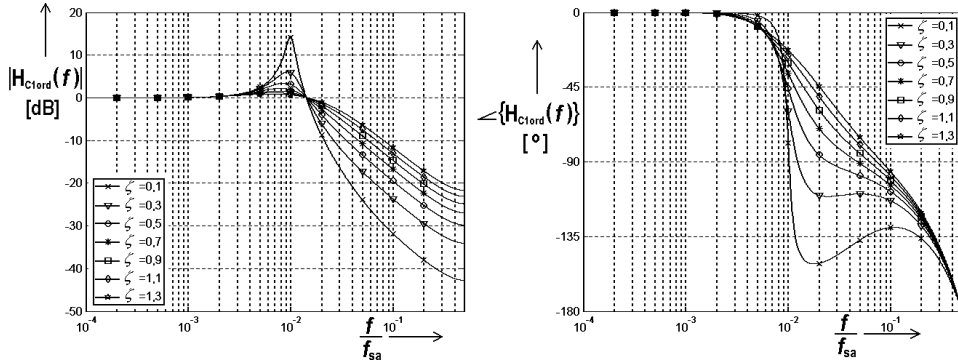 |H_C1ord(f)|
[dB]
20
10
0
-10
-20
-30
-40
-50
ζ =0,1
ζ =0,3
ζ =0,5
ζ =0,7
ζ =0,9
ζ =1,1
ζ =1,3
10^-4
10^-3
10^-2
10^-1
f
f_sa
∠{H_C1ord(f)}
[°]
0
-45
-90
-135
-180
ζ =0,1
ζ =0,3
ζ =0,5
ζ =0,7
ζ =0,9
ζ =1,1
ζ =1,3
10^-4
10^-3
10^-2
10^-1
f
f_sa